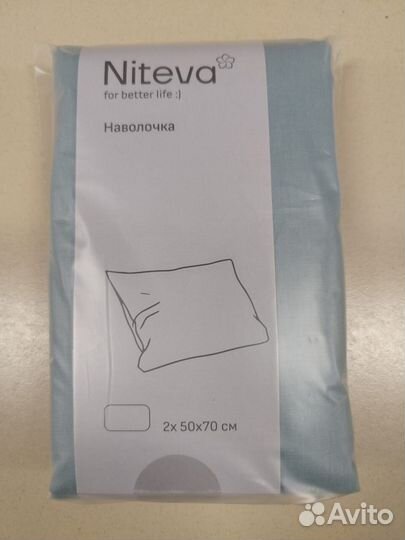 Niteva
for better life :)
Наволочка
2x 50x70 см
Avito